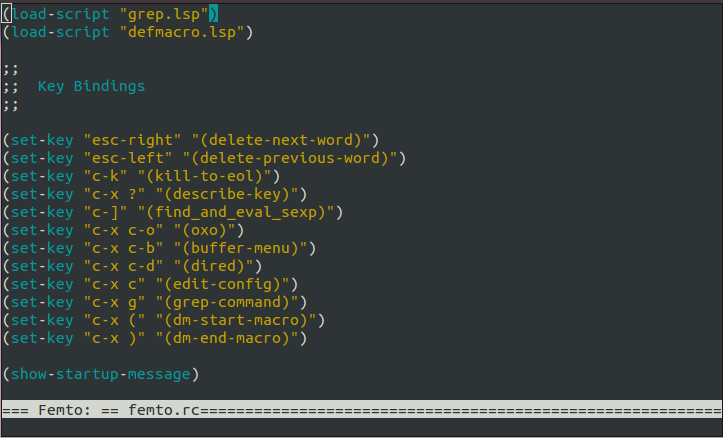 (load-script "grep.lsp")
(load-script "defmacro.lsp")
;;
;;  Key Bindings
;;
(set-key "esc-right" "(delete-next-word)")
(set-key "esc-left" "(delete-previous-word)")
(set-key "c-k" "(kill-to-eol)")
(set-key "c-x ?" "(describe-key)")
(set-key "c-]" "(find_and_eval_sexp)")
(set-key "c-x c-o" "(oxo)")
(set-key "c-x c-b" "(buffer-menu)")
(set-key "c-x c-d" "(dired)")
(set-key "c-x c" "(edit-config)")
(set-key "c-x g" "(grep-command)")
(set-key "c-x (" "(dm-start-macro)")
(set-key "c-x )" "(dm-end-macro)")
(show-startup-message)
=== Femto: == femto.rc==========================================================